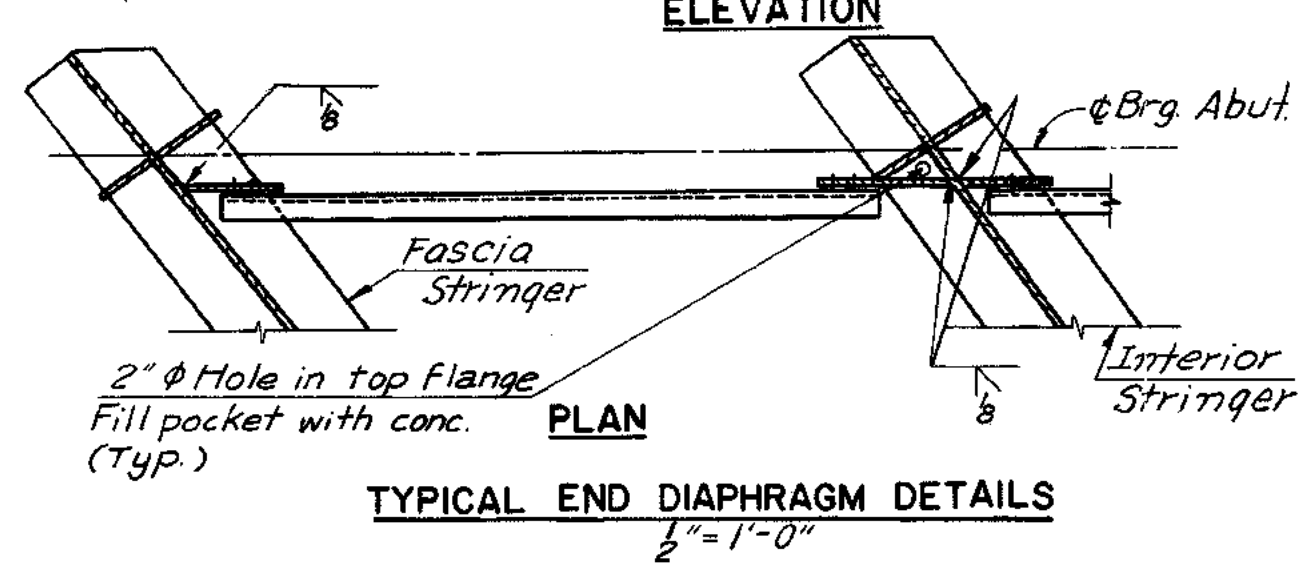 ELEVATION
1/8
℄ Brg. Abut.
Fascia
Stringer
2" ϕ Hole in top flange
Fill pocket with conc.
(Typ.)
PLAN
1/8
Interior
Stringer
TYPICAL END DIAPHRAGM DETAILS
1/2" = 1'-0"